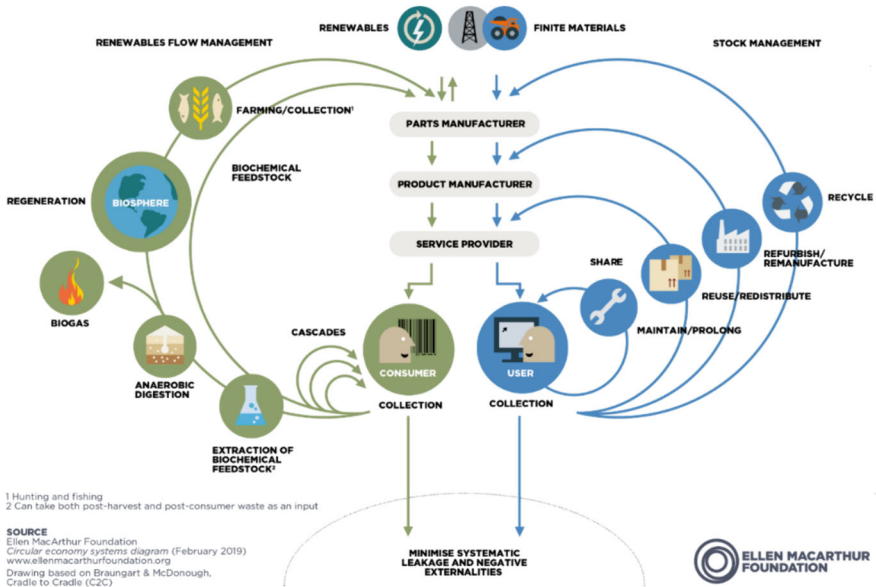 RENEWABLES
FINITE MATERIALS
RENEWABLES FLOW MANAGEMENT
STOCK MANAGEMENT
FARMING/COLLECTION¹
PARTS MANUFACTURER
BIOCHEMICAL
FEEDSTOCK
PRODUCT MANUFACTURER
REGENERATION
BIOSPHERE
RECYCLE
SERVICE PROVIDER
SHARE
REFURBISH/
REMANUFACTURE
REUSE/REDISTRIBUTE
BIOGAS
CASCADES
MAINTAIN/PROLONG
ANAEROBIC
DIGESTION
CONSUMER
USER
COLLECTION
COLLECTION
EXTRACTION OF
BIOCHEMICAL
FEEDSTOCK²
1 Hunting and fishing
2 Can take both post-harvest and post-consumer waste as an input
SOURCE
Ellen MacArthur Foundation
Circular economy systems diagram (February 2019)
www.ellenmacarthurfoundation.org
Drawing based on Braungart & McDonough,
Cradle to Cradle (C2C)
MINIMISE SYSTEMATIC
LEAKAGE AND NEGATIVE
EXTERNALITIES
ELLEN MACARTHUR
FOUNDATION